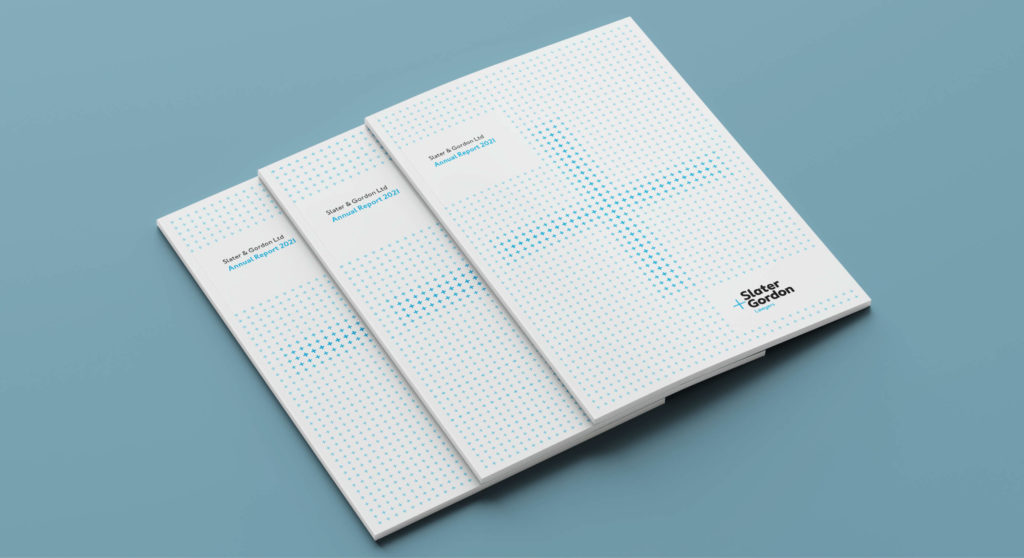 Slater & Gordon Ltd
Annual Report 2021
Slater & Gordon Ltd
Annual Report 2021
Slater & Gordon Ltd
Annual Report 2021
Slater
Gordon
Lawyers